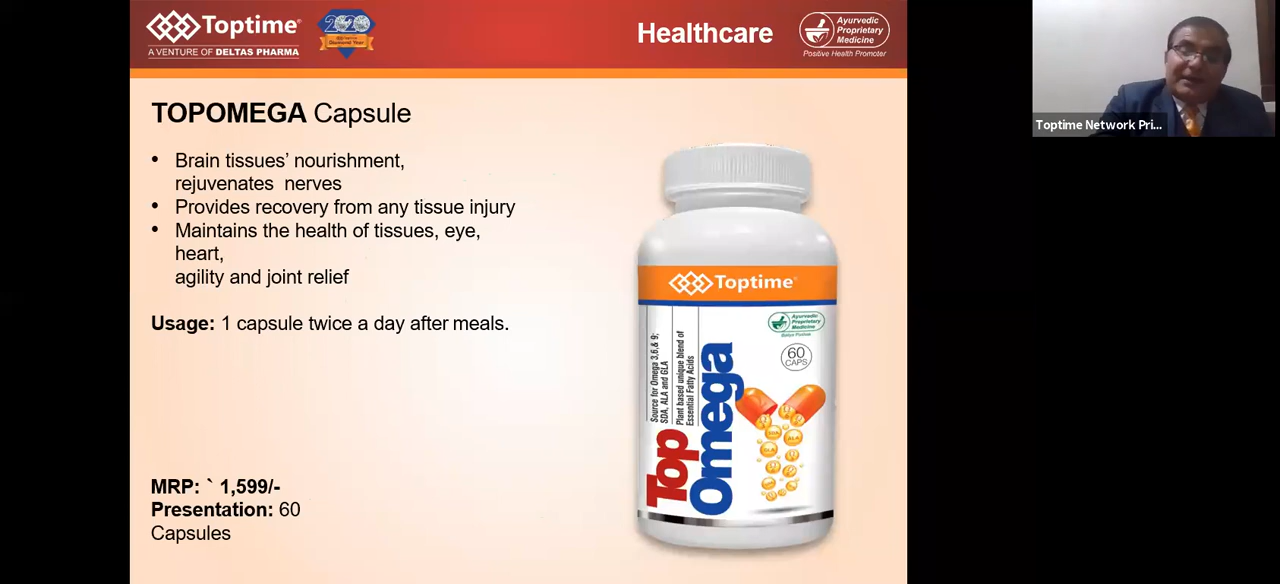 Toptime®
A VENTURE OF DELTAS PHARMA
2020
Diamond Year
Healthcare
Ayurvedic
Proprietary
Medicine
Positive Health Promoter
Toptime Network Pri...
TOPOMEGA Capsule
• Brain tissues' nourishment,
rejuvenates nerves
• Provides recovery from any tissue injury
• Maintains the health of tissues, eye,
heart,
agility and joint relief
Usage: 1 capsule twice a day after meals.
MRP: ` 1,599/-
Presentation: 60
Capsules
Toptime®
Ayurvedic
Proprietary
Medicine
60
CAPS
Source for Omega 3,6,& 9;
SDA, ALA and GLA
Plant based unique blend of
Essential Fatty Acids
Top
Omega